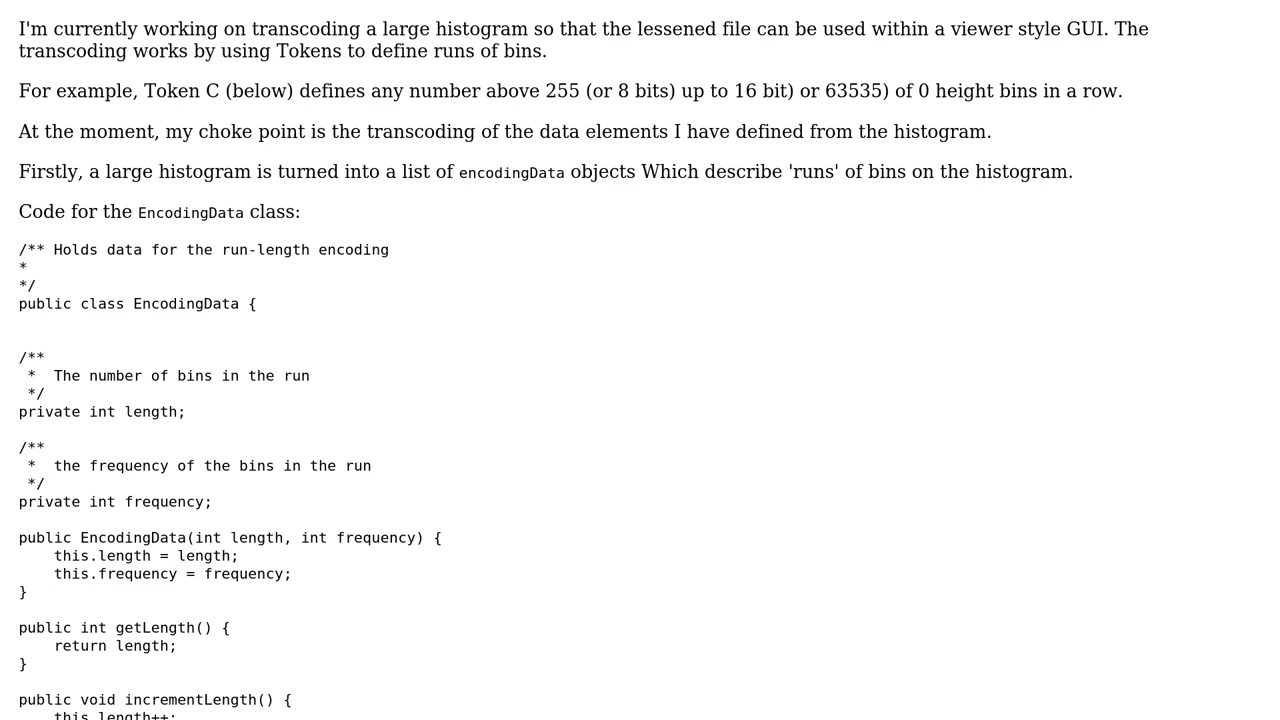 I'm currently working on transcoding a large histogram so that the lessened file can be used within a viewer style GUI. The
transcoding works by using Tokens to define runs of bins.
For example, Token C (below) defines any number above 255 (or 8 bits) up to 16 bit) or 63535) of 0 height bins in a row.
At the moment, my choke point is the transcoding of the data elements I have defined from the histogram.
Firstly, a large histogram is turned into a list of encodingData objects Which describe 'runs' of bins on the histogram.
Code for the EncodingData class:
/** Holds data for the run-length encoding
*
*/
public class EncodingData {
/**
 *  The number of bins in the run
 */
private int length;
/**
 *  the frequency of the bins in the run
 */
private int frequency;
public EncodingData(int length, int frequency) {
    this.length = length;
    this.frequency = frequency;
}
public int getLength() {
    return length;
}
public void incrementLength() {
    this.length++;